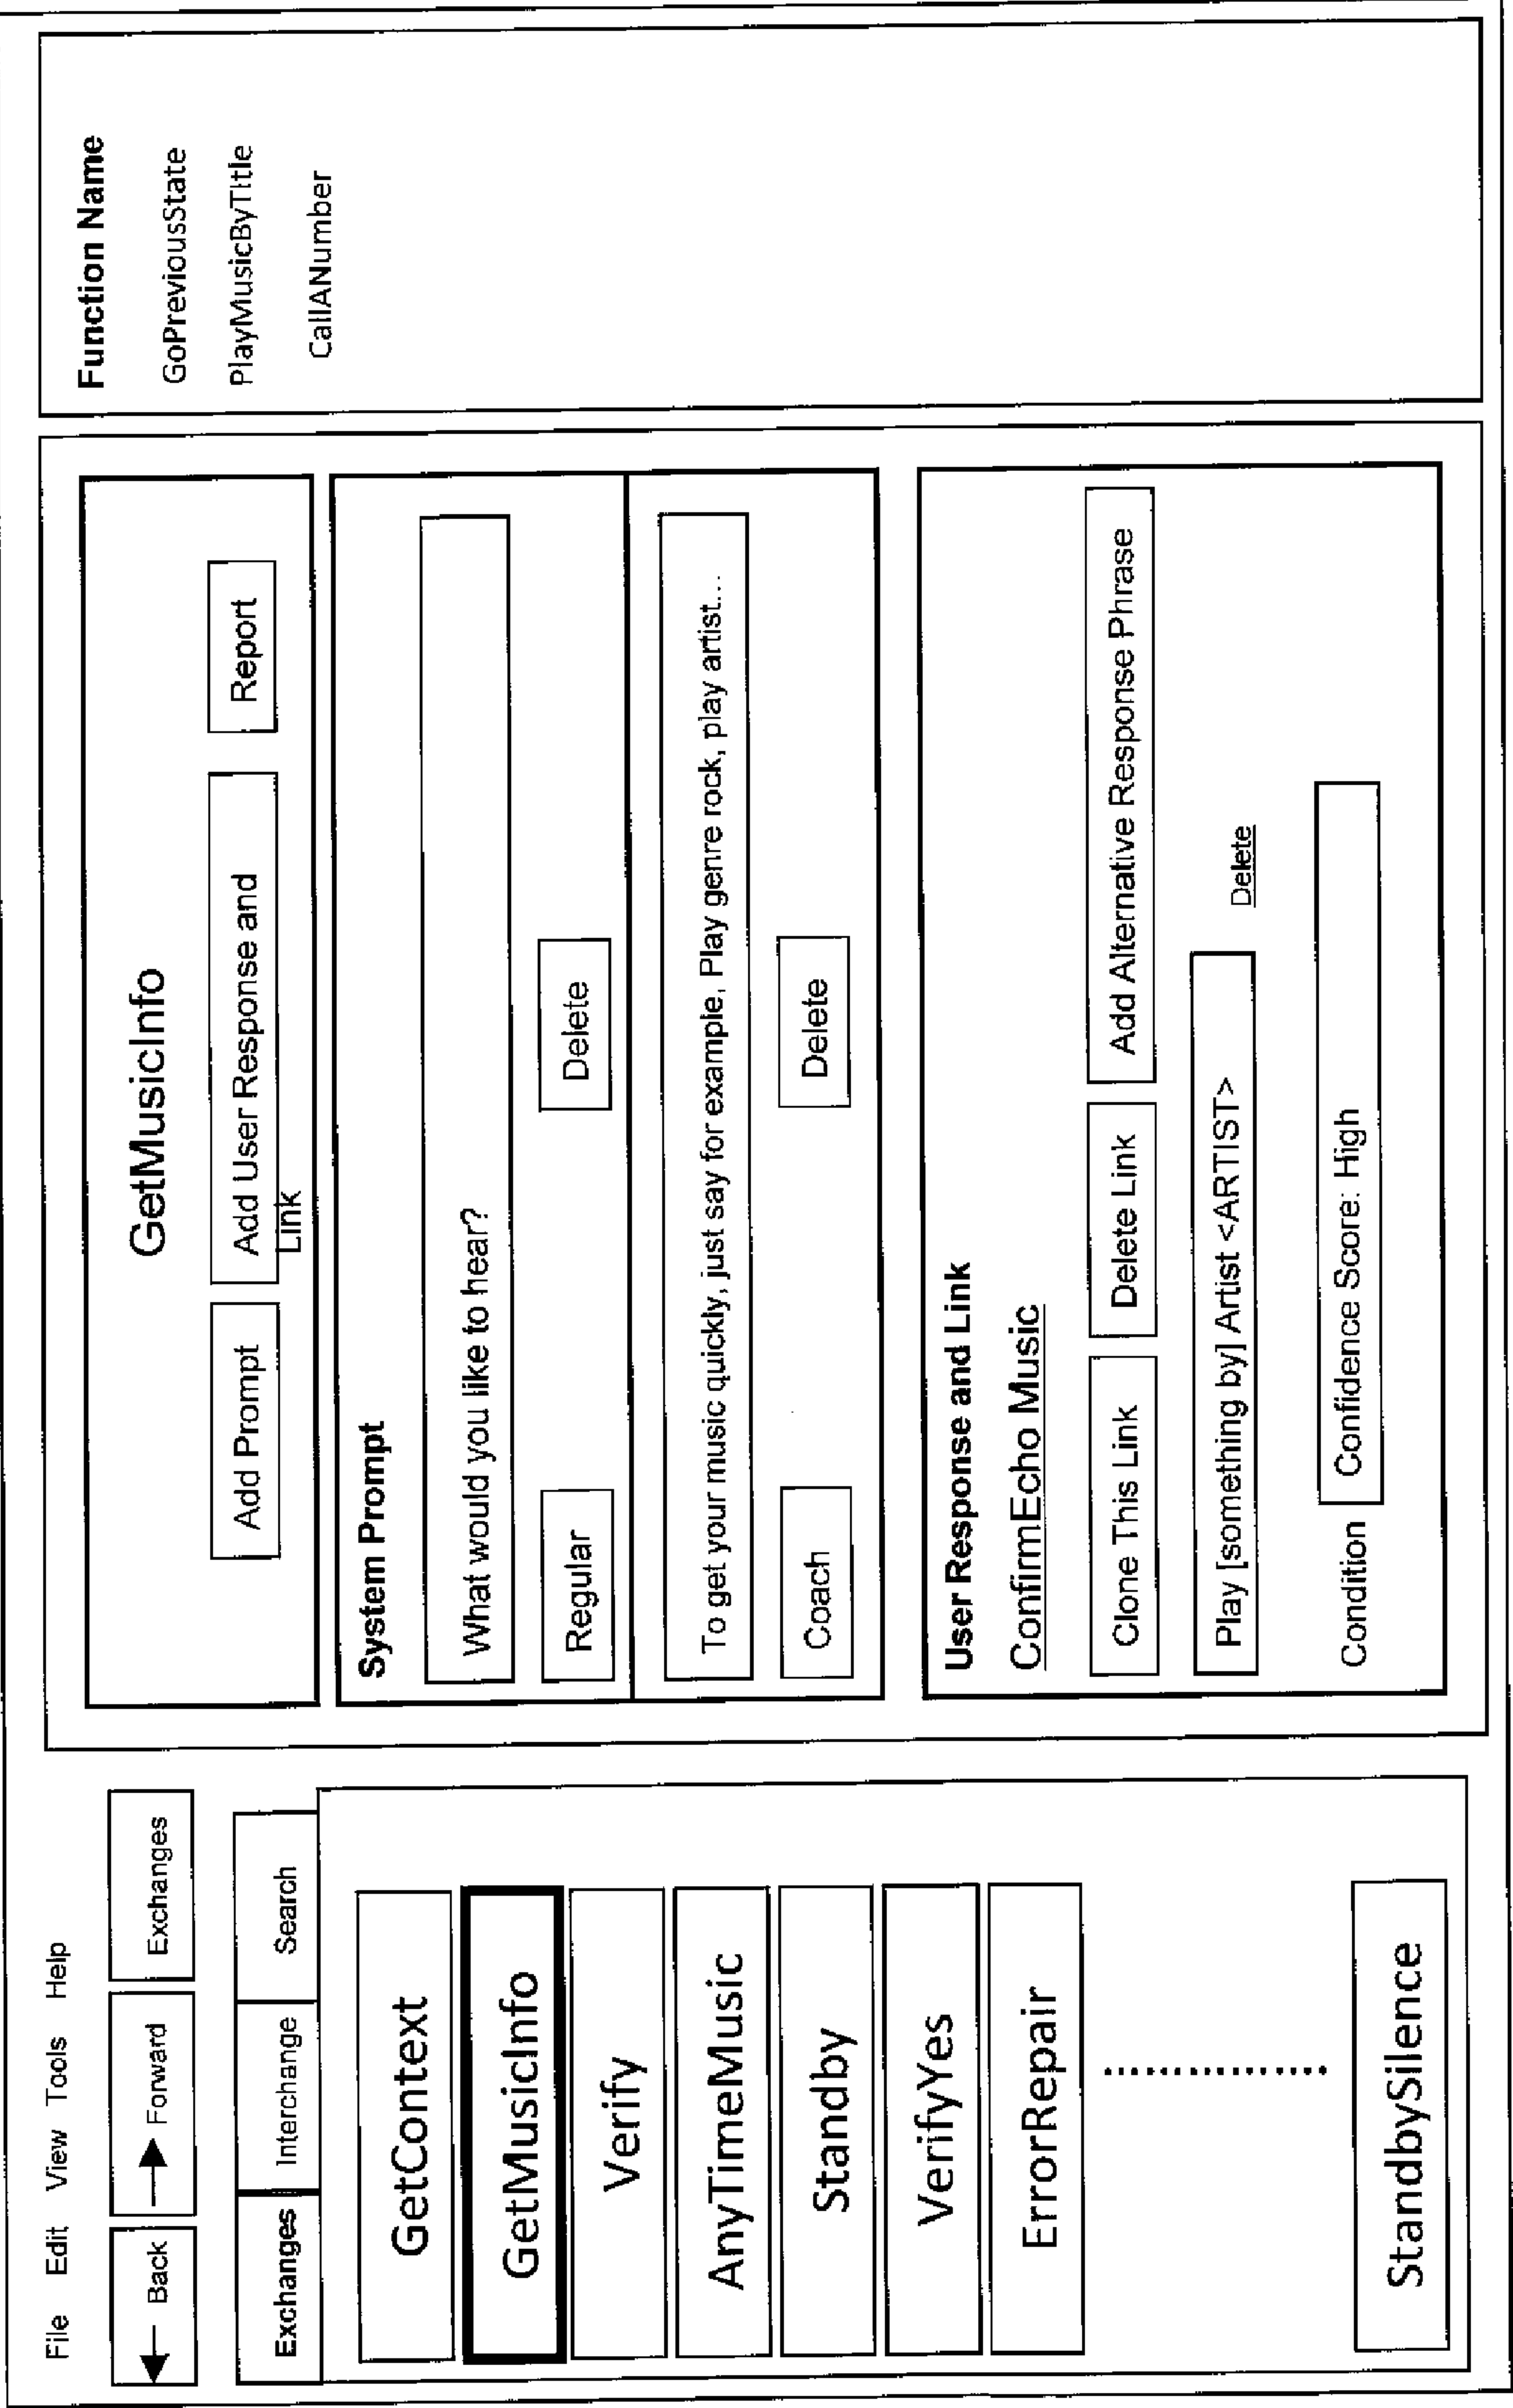 File Edit View Tools Help
Back
Forward
Exchanges
Exchanges
Interchange
Search
GetContext
GetMusicInfo
Verify
AnyTimeMusic
Standby
VerifyYes
ErrorRepair
StandbySilence
GetMusicInfo
Add Prompt
Add User Response and
Link
Report
System Prompt
What would you like to hear?
Regular
Delete
To get your music quickly, just say for example, Play genre rock, play artist...
Coach
Delete
User Response and Link
ConfirmEcho Music
Clone This Link
Delete Link
Add Alternative Response Phrase
Play [something by] Artist <ARTIST>
Delete
Condition
Confidence Score: High
Function Name
GoPreviousState
PlayMusicByTItle
CallANumber